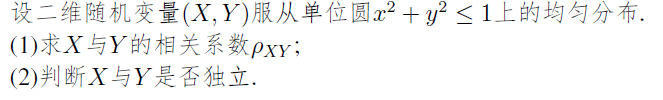 设二维随机变量(X, Y)服从单位圆x² + y² ≤ 1上的均匀分布.
(1)求X与Y的相关系数ρ_{XY};
(2)判断X与Y是否独立.